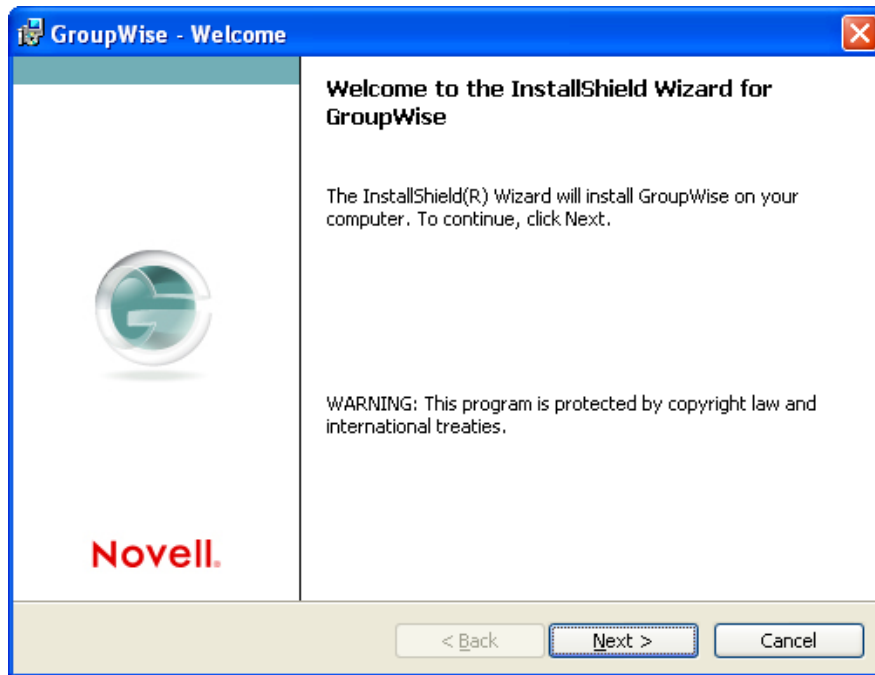 GroupWise - Welcome
Welcome to the InstallShield Wizard for
GroupWise
The InstallShield(R) Wizard will install GroupWise on your
computer. To continue, click Next.
WARNING: This program is protected by copyright law and
international treaties.
Novell.
< Back
Next >
Cancel